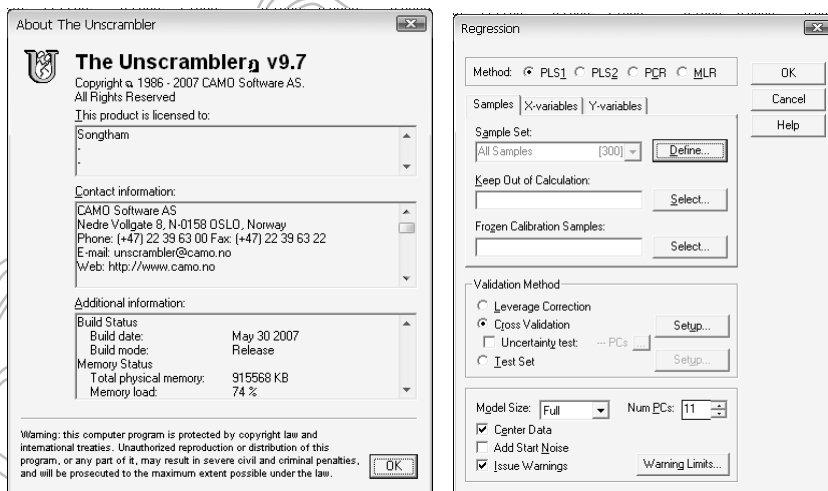 About The Unscrambler
The Unscrambler v9.7
Copyright 1986 - 2007 CAMO Software AS.
All Rights Reserved
This product is licensed to:
Songtham
.
.
Contact information:
CAMO Software AS
Nedre Vollgate 8, N-0158 OSLO, Norway
Phone: (+47) 22 39 63 00 Fax: (+47) 22 39 63 22
E-mail: unscrambler@camo.no
Web: http://www.camo.no
Additional information:
Build Status
Build date: May 30 2007
Build mode: Release
Memory Status
Total physical memory: 915568 KB
Memory load: 74 %
Warning: this computer program is protected by copyright law and
international treaties. Unauthorized reproduction or distribution of this
program, or any part of it, may result in severe civil and criminal penalties,
and will be prosecuted to the maximum extent possible under the law.
OK
Regression
Method: PLS1 PLS2 PCR MLR
OK
Cancel
Help
Samples X-variables Y-variables
Sample Set:
All Samples [300] Define...
Keep Out of Calculation:
Select...
Frozen Calibration Samples:
Select...
Validation Method
Leverage Correction
Cross Validation Setup...
Uncertainty test: --- PCs ...
Test Set Setup...
Model Size: Full Num PCs: 11
Center Data
Add Start Noise
Issue Warnings Warning Limits...